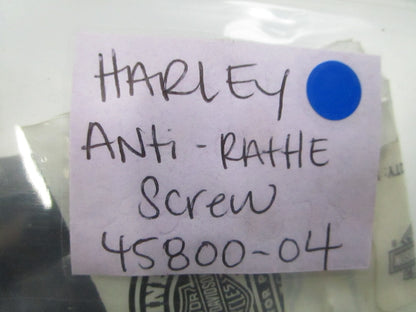 HARLEY
ANTi - RATTLE
Screw
45800-04